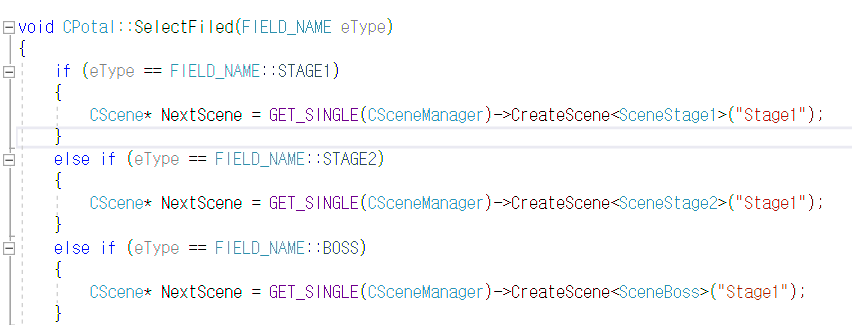 void CPotal::SelectFiled(FIELD_NAME eType)
{
if (eType == FIELD_NAME::STAGE1)
{
CScene* NextScene = GET_SINGLE(CSceneManager)->CreateScene<SceneStage1>("Stage1");
}
else if (eType == FIELD_NAME::STAGE2)
{
CScene* NextScene = GET_SINGLE(CSceneManager)->CreateScene<SceneStage2>("Stage1");
}
else if (eType == FIELD_NAME::BOSS)
{
CScene* NextScene = GET_SINGLE(CSceneManager)->CreateScene<SceneBoss>("Stage1");
}